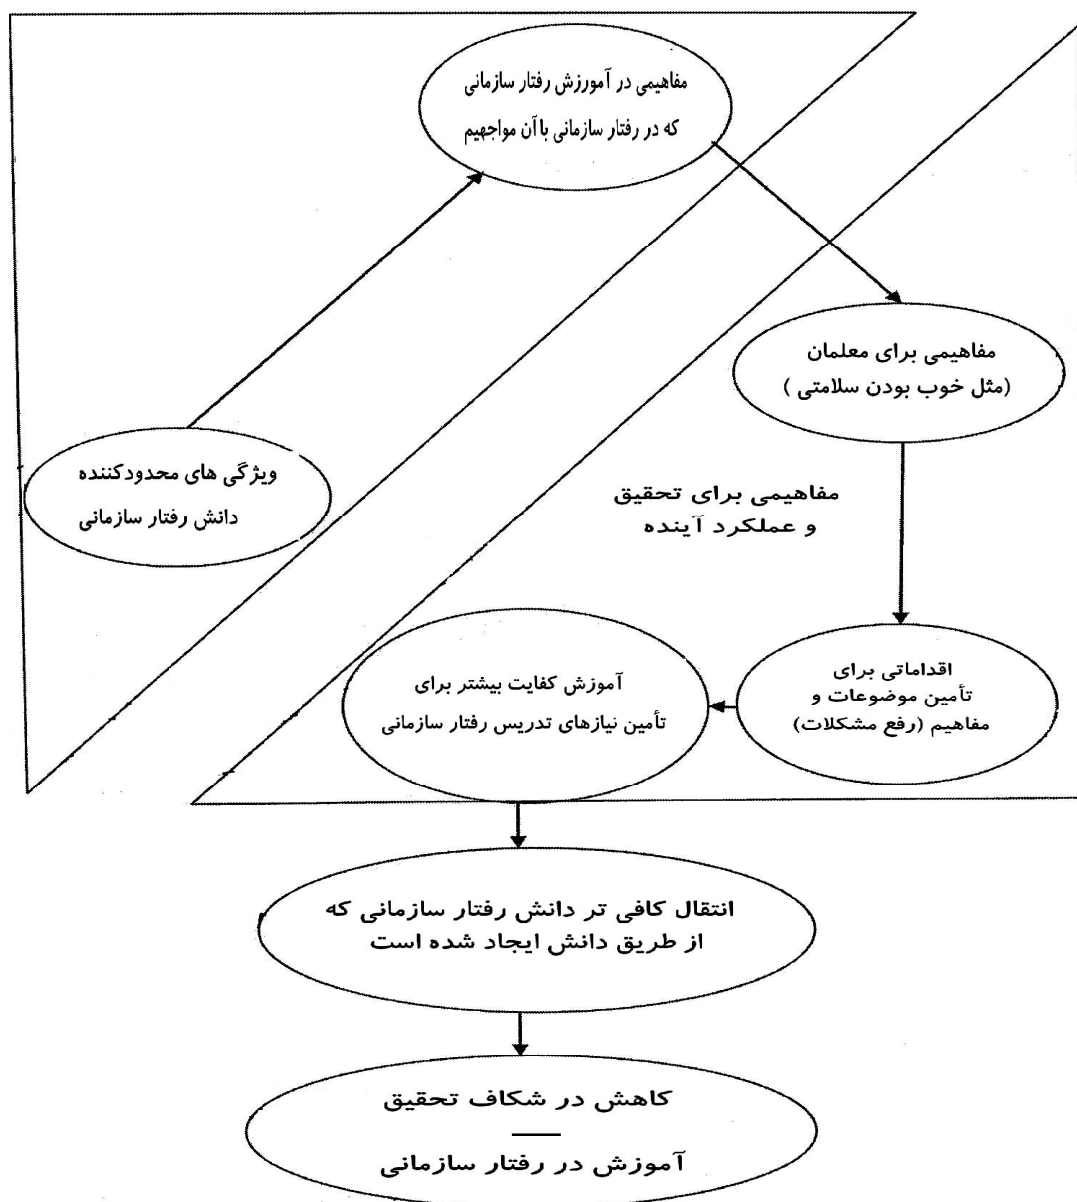 مفاهیمی در آمورزش رفتار سازمانی
که در رفتار سازمانی با آن مواجهیم
مفاهیمی برای معلمان
(مثل خوب بودن سلامتی )
ویژگی های محدودکننده
دانش رفتار سازمانی
مفاهیمی برای تحقیق
و عملکرد آینده
اقداماتی برای
تأمین موضوعات و
مفاهیم (رفع مشکلات)
آموزش کفایت بیشتر برای
تأمین نیازهای تدریس رفتار سازمانی
انتقال کافی تر دانش رفتار سازمانی که
از طریق دانش ایجاد شده است
کاهش در شکاف تحقیق
آموزش در رفتار سازمانی